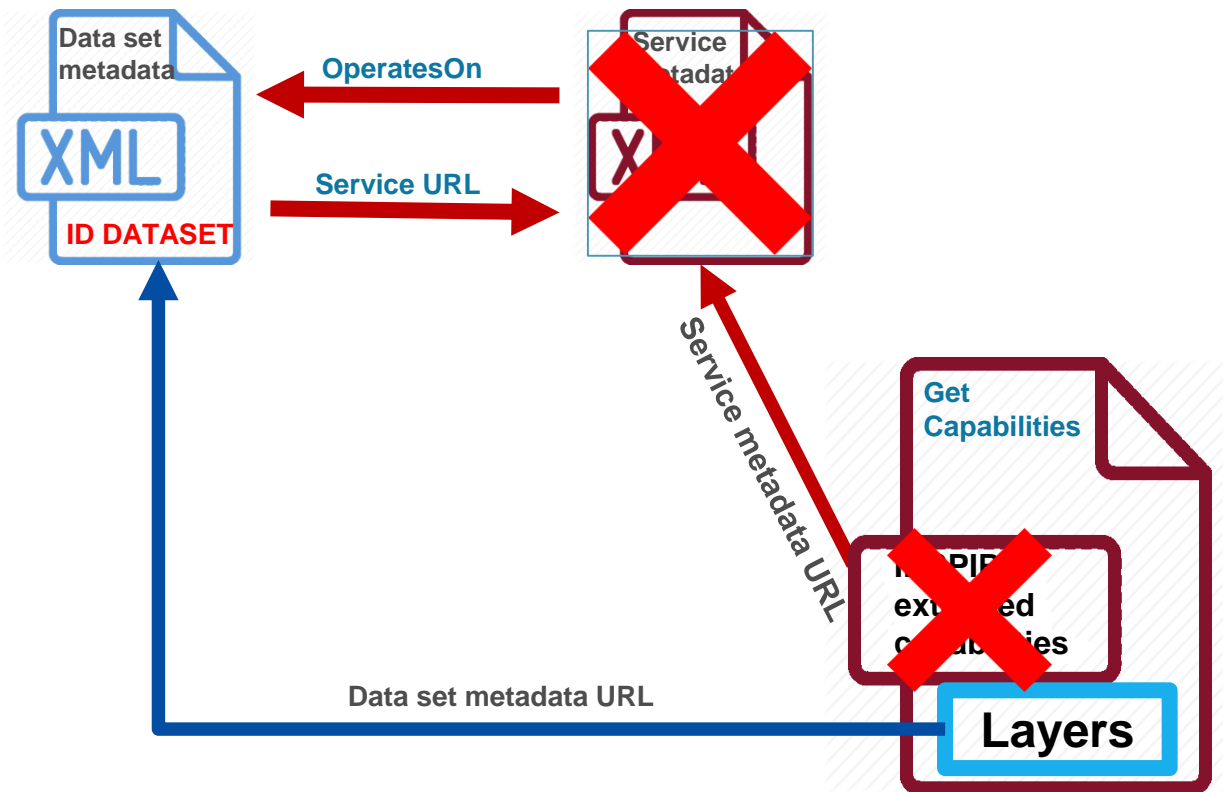 Data set
metadata
XML
ID DATASET
OperatesOn
Service URL
Service
X
Service metadata URL
Get
Capabilities
Data set metadata URL
Layers